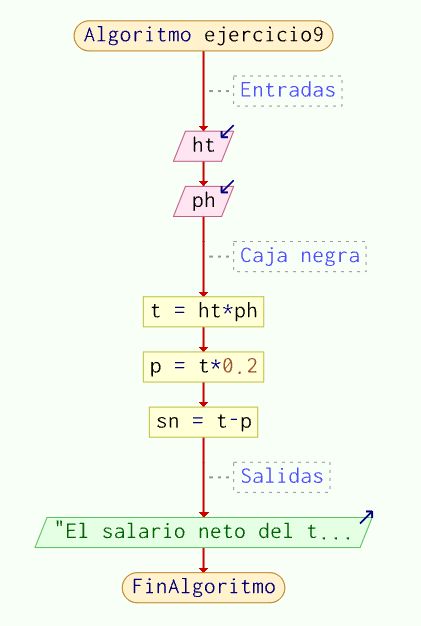 Algoritmo ejercicio9
Entradas
ht
ph
Caja negra
t = ht*ph
p = t*0.2
sn = t-p
Salidas
"El salario neto del t...
FinAlgoritmo